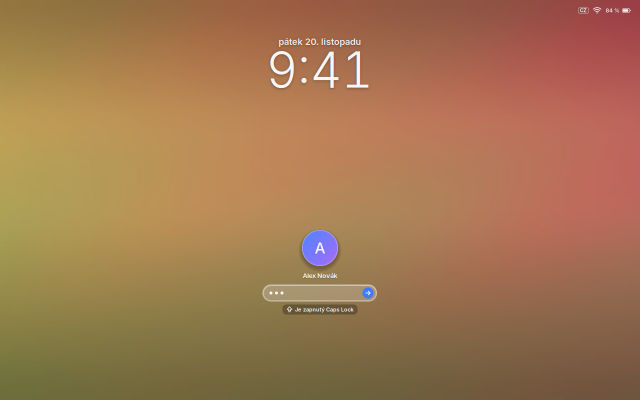 CZ 84 %
pátek 20. listopadu
9:41
A
Alex Novák
Je zapnutý Caps Lock